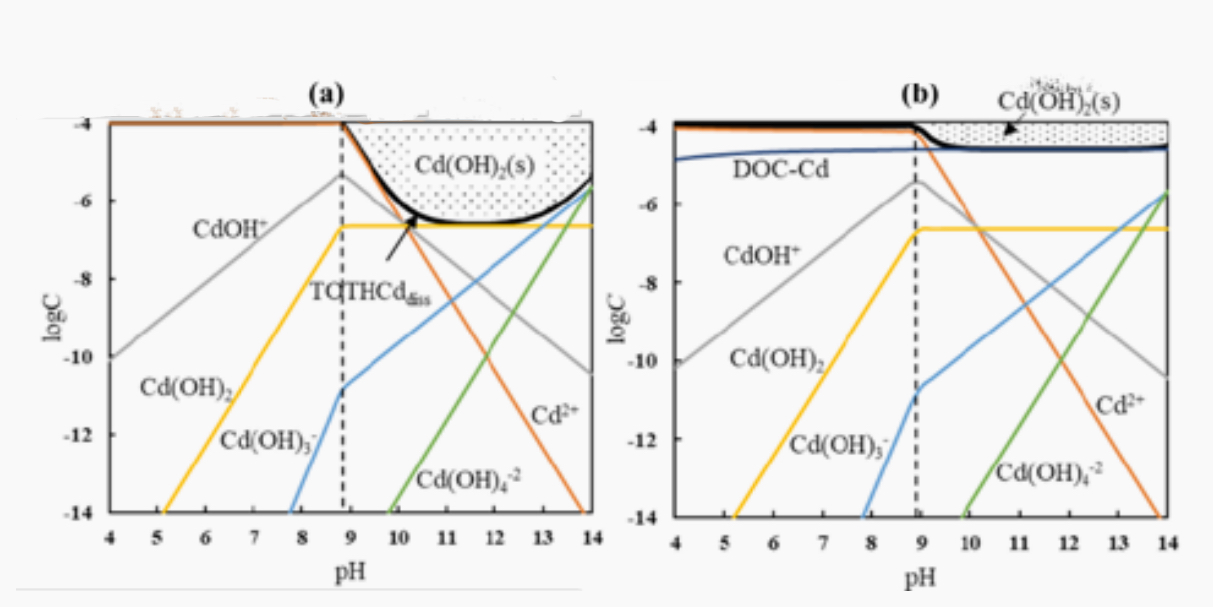 (a)
-4
-6
-8
-10
-12
-14
logC
4 5 6 7 8 9 10 11 12 13 14
pH
Cd(OH)₂(s)
CdOH⁺
TOTHCd_diss
Cd(OH)₂
Cd(OH)₃⁻
Cd²⁺
Cd(OH)₄⁻²
(b)
Cd(OH)₂(s)
-4
-6
-8
-10
-12
-14
logC
4 5 6 7 8 9 10 11 12 13 14
pH
DOC-Cd
CdOH⁺
Cd(OH)₂
Cd²⁺
Cd(OH)₃⁻
Cd(OH)₄⁻²